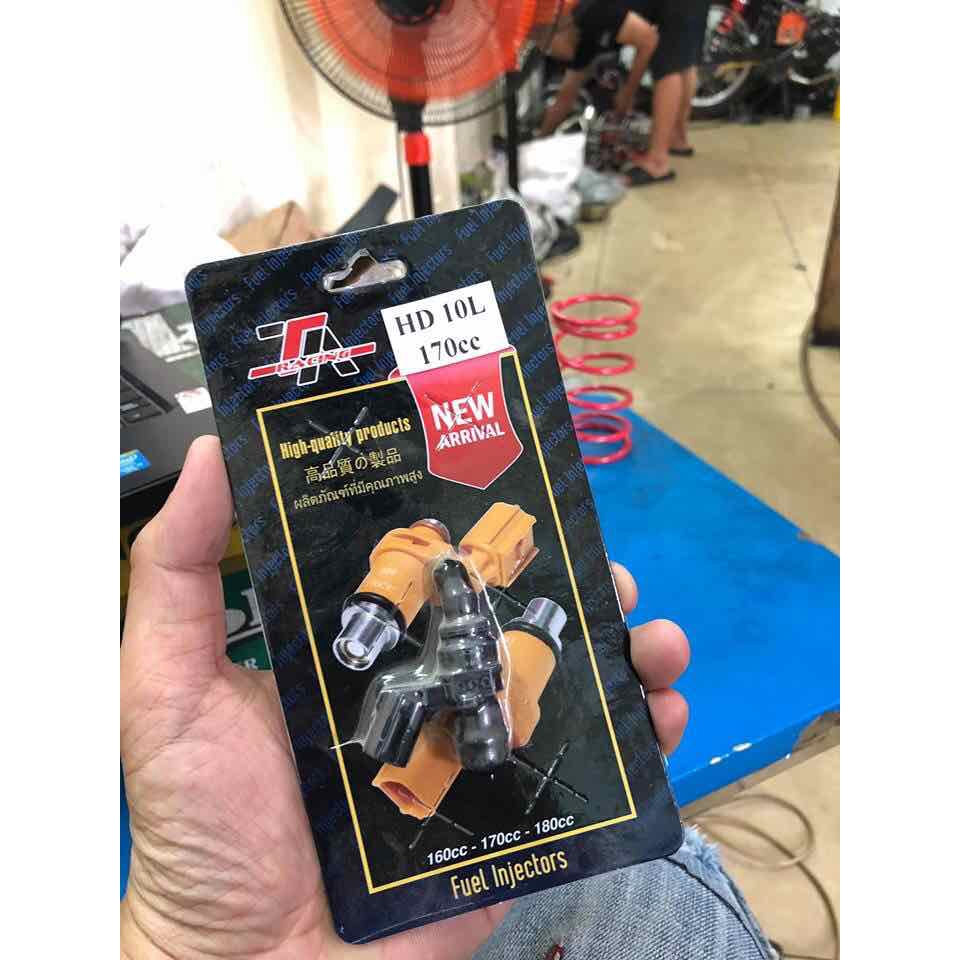 HD 10L
170cc
TA
RACING
NEW
ARRIVAL
High-quality products
高品質の製品
ผลิตภัณฑ์ที่มีคุณภาพสูง
160cc - 170cc - 180cc
Fuel Injectors